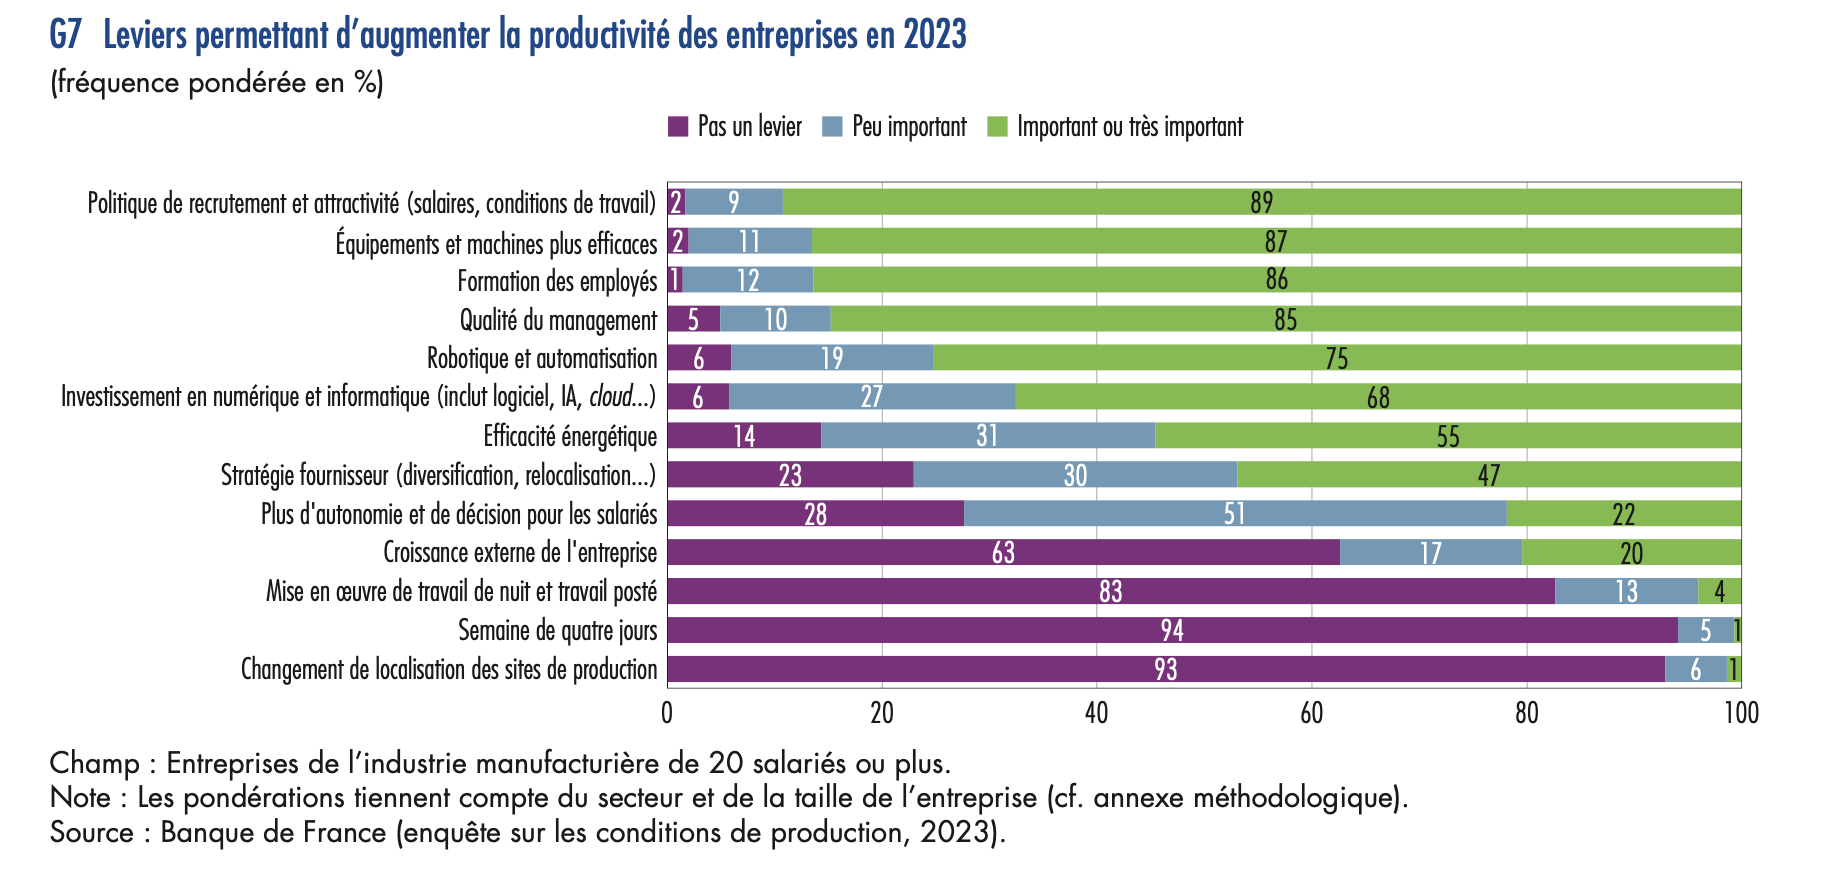 G7 Leviers permettant d’augmenter la productivité des entreprises en 2023
(fréquence pondérée en %)
Pas un levier Peu important Important ou très important
Politique de recrutement et attractivité (salaires, conditions de travail) 2 9 89
Équipements et machines plus efficaces 2 11 87
Formation des employés 1 12 86
Qualité du management 5 10 85
Robotique et automatisation 6 19 75
Investissement en numérique et informatique (inclut logiciel, IA, cloud...) 6 27 68
Efficacité énergétique 14 31 55
Stratégie fournisseur (diversification, relocalisation...) 23 30 47
Plus d'autonomie et de décision pour les salariés 28 51 22
Croissance externe de l'entreprise 63 17 20
Mise en œuvre de travail de nuit et travail posté 83 13 4
Semaine de quatre jours 94 5 1
Changement de localisation des sites de production 93 6 1
0 20 40 60 80 100
Champ : Entreprises de l’industrie manufacturière de 20 salariés ou plus.
Note : Les pondérations tiennent compte du secteur et de la taille de l’entreprise (cf. annexe méthodologique).
Source : Banque de France (enquête sur les conditions de production, 2023).